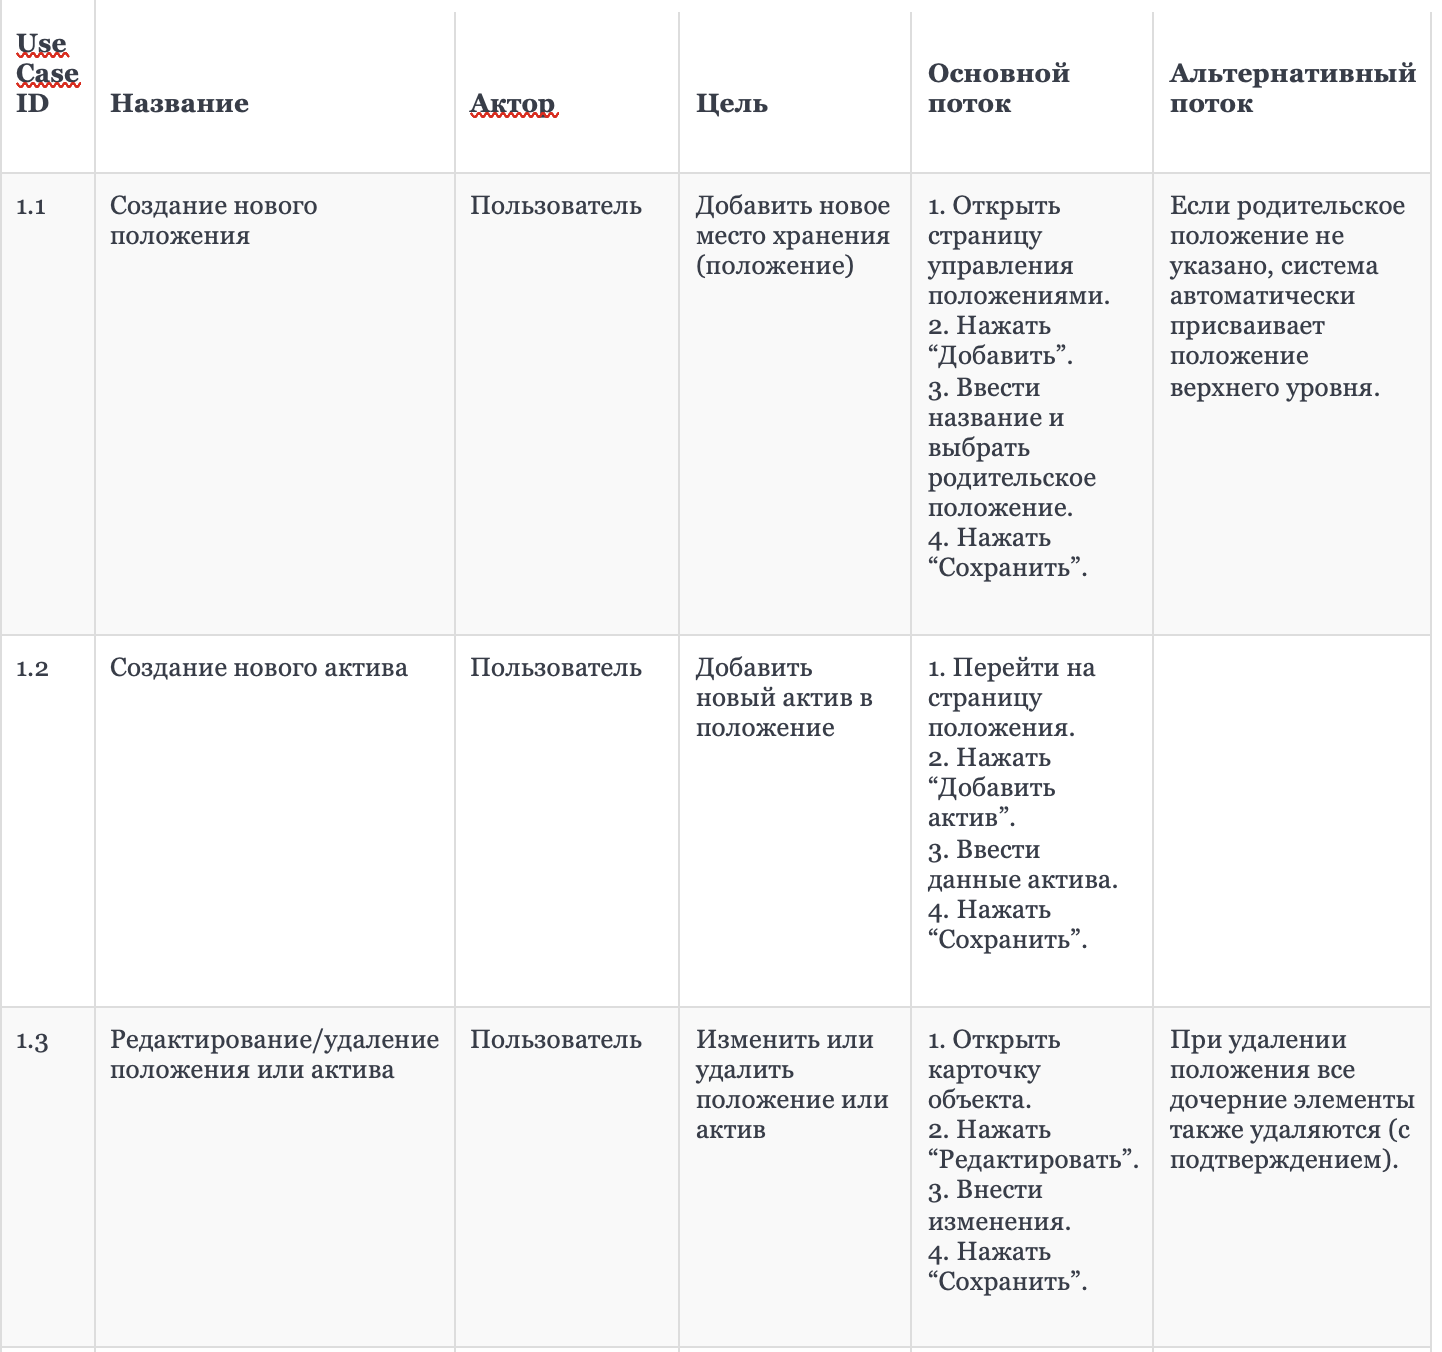 Use
Case
ID
Название
Актор
Цель
Основной
поток
Альтернативный
поток
1.1
Создание нового
положения
Пользователь
Добавить новое
место хранения
(положение)
1. Открыть
страницу
управления
положениями.
2. Нажать
“Добавить”.
3. Ввести
название и
выбрать
родительское
положение.
4. Нажать
“Сохранить”.
Если родительское
положение не
указано, система
автоматически
присваивает
положение
верхнего уровня.
1.2
Создание нового актива
Пользователь
Добавить
новый актив в
положение
1. Перейти на
страницу
положения.
2. Нажать
“Добавить
актив”.
3. Ввести
данные актива.
4. Нажать
“Сохранить”.
1.3
Редактирование/удаление
положения или актива
Пользователь
Изменить или
удалить
положение или
актив
1. Открыть
карточку
объекта.
2. Нажать
“Редактировать”.
3. Внести
изменения.
4. Нажать
“Сохранить”.
При удалении
положения все
дочерние элементы
также удаляются (с
подтверждением).